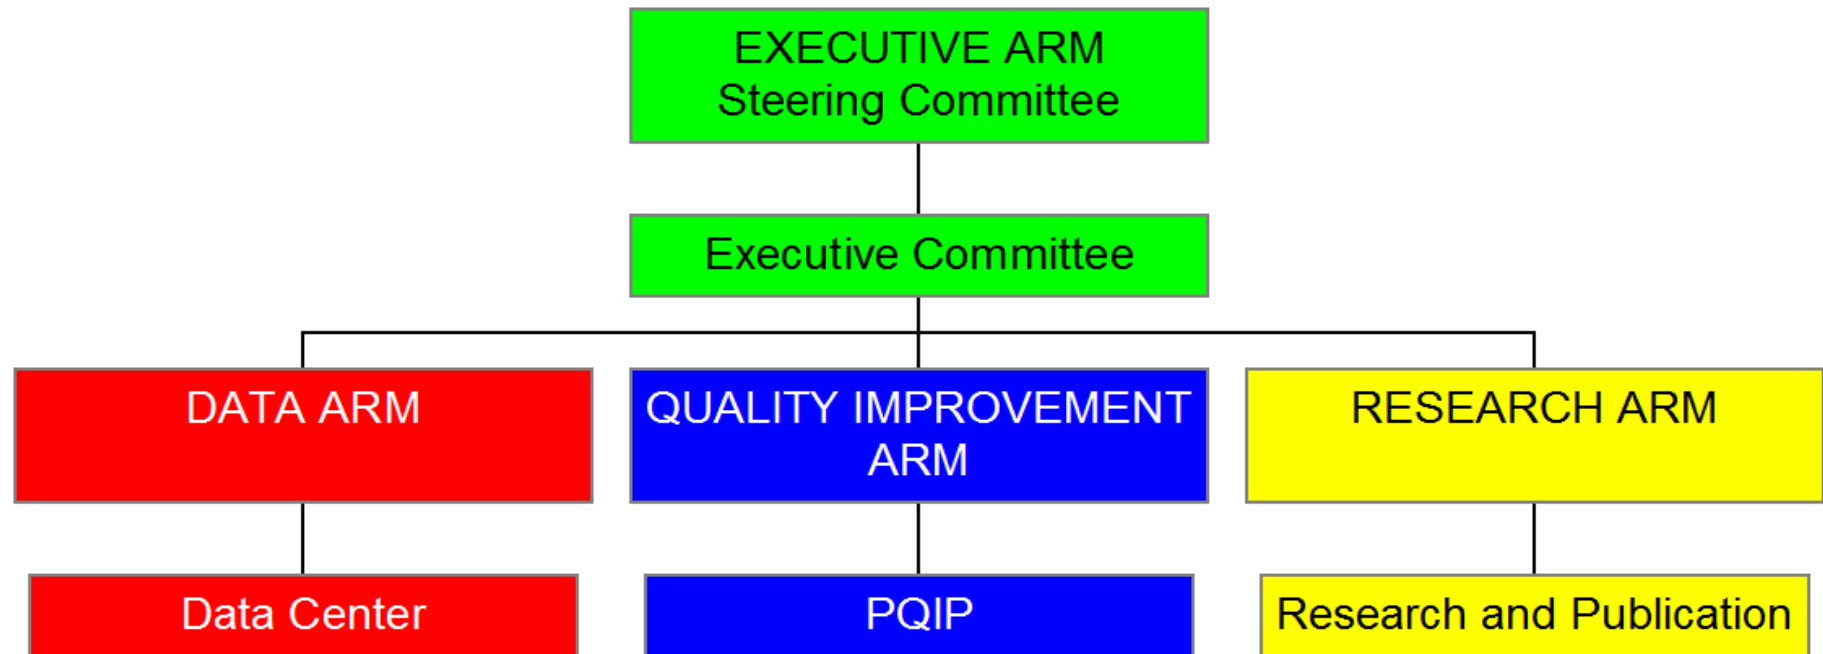 EXECUTIVE ARM
Steering Committee
Executive Committee
DATA ARM
QUALITY IMPROVEMENT
ARM
RESEARCH ARM
Data Center
PQIP
Research and Publication